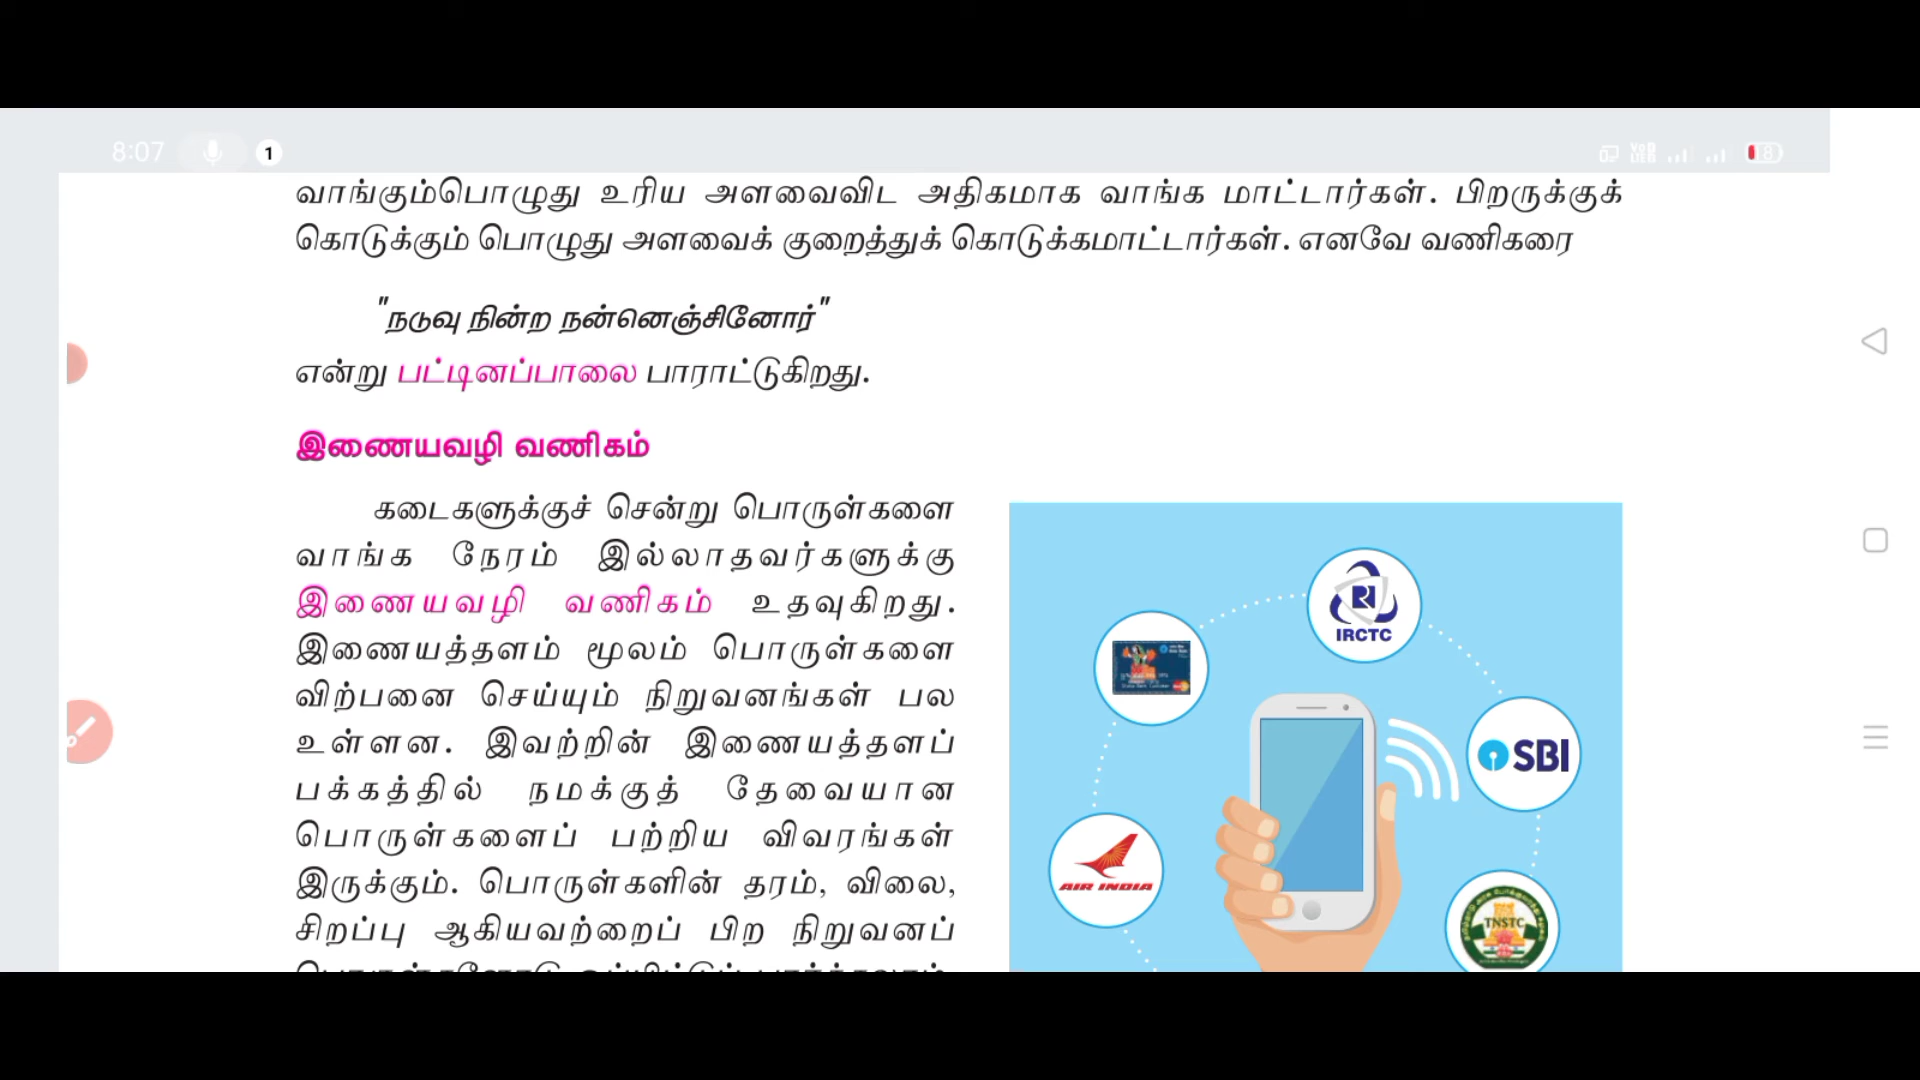 8:07
1
வாங்கும்பொழுது உரிய அளவைவிட அதிகமாக வாங்க மாட்டார்கள். பிறருக்குக்
கொடுக்கும் பொழுது அளவைக் குறைத்துக் கொடுக்கமாட்டார்கள். எனவே வணிகரை
"நடுவு நின்ற நன்னெஞ்சினோர்"
என்று பட்டினப்பாலை பாராட்டுகிறது.
இணையவழி வணிகம்
கடைகளுக்குச் சென்று பொருள்களை
வாங்க நேரம் இல்லாதவர்களுக்கு
இணையவழி வணிகம் உதவுகிறது.
இணையத்தளம் மூலம் பொருள்களை
விற்பனை செய்யும் நிறுவனங்கள் பல
உள்ளன. இவற்றின் இணையத்தளப்
பக்கத்தில் நமக்குத் தேவையான
பொருள்களைப் பற்றிய விவரங்கள்
இருக்கும். பொருள்களின் தரம், விலை,
சிறப்பு ஆகியவற்றைப் பிற நிறுவனப்
IRCTC
SBI
AIR INDIA
TNSTC